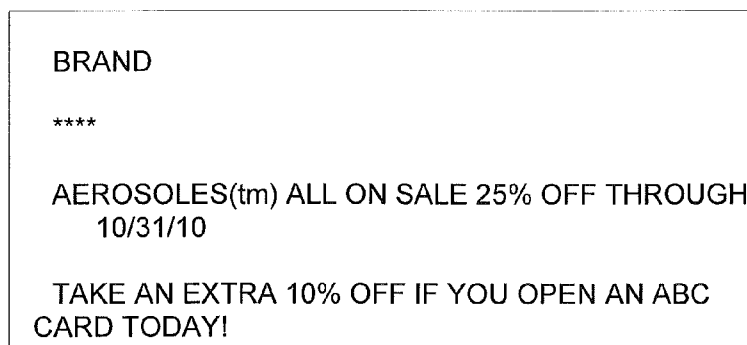 BRAND
****
AEROSOLES(tm) ALL ON SALE 25% OFF THROUGH
10/31/10
TAKE AN EXTRA 10% OFF IF YOU OPEN AN ABC
CARD TODAY!